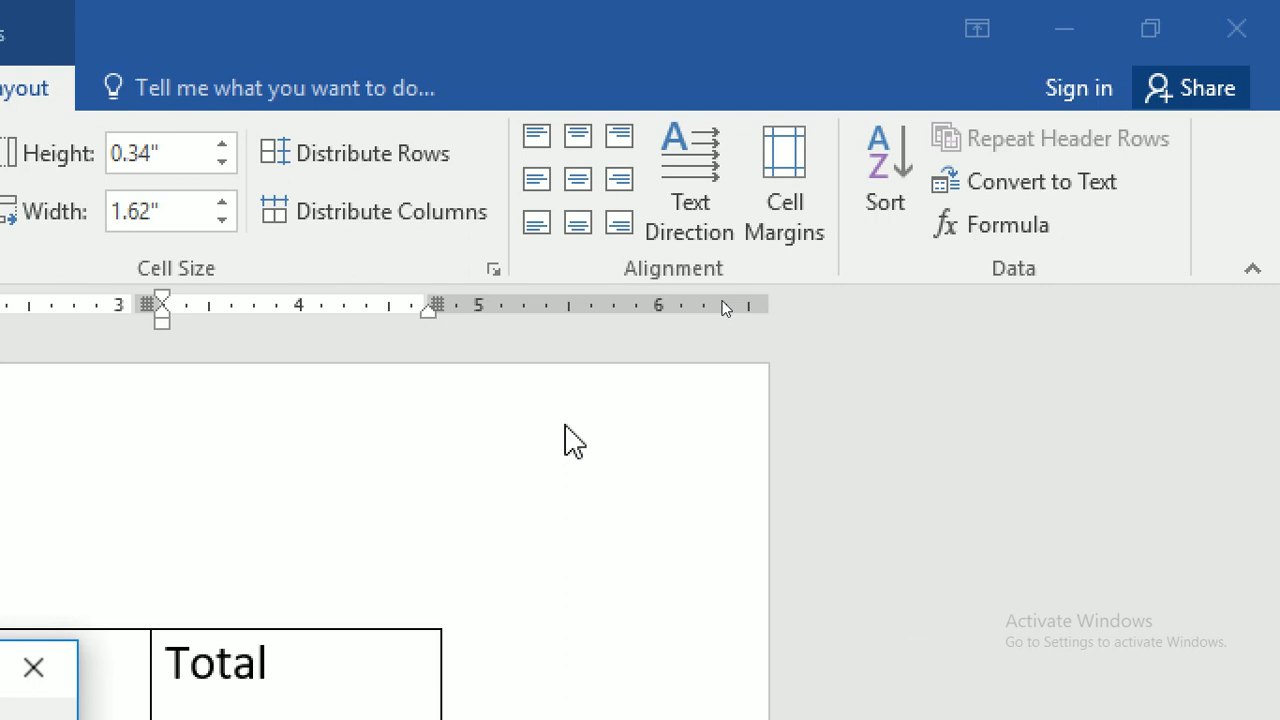 s
ayout
Tell me what you want to do...
Sign in
Share
Height:
0.34"
Distribute Rows
Width:
1.62"
Distribute Columns
Cell Size
Text
Direction
Cell
Margins
Alignment
A
Z
Sort
Repeat Header Rows
Convert to Text
fx Formula
Data
3
4
5
6
Total
Activate Windows
Go to Settings to activate Windows.